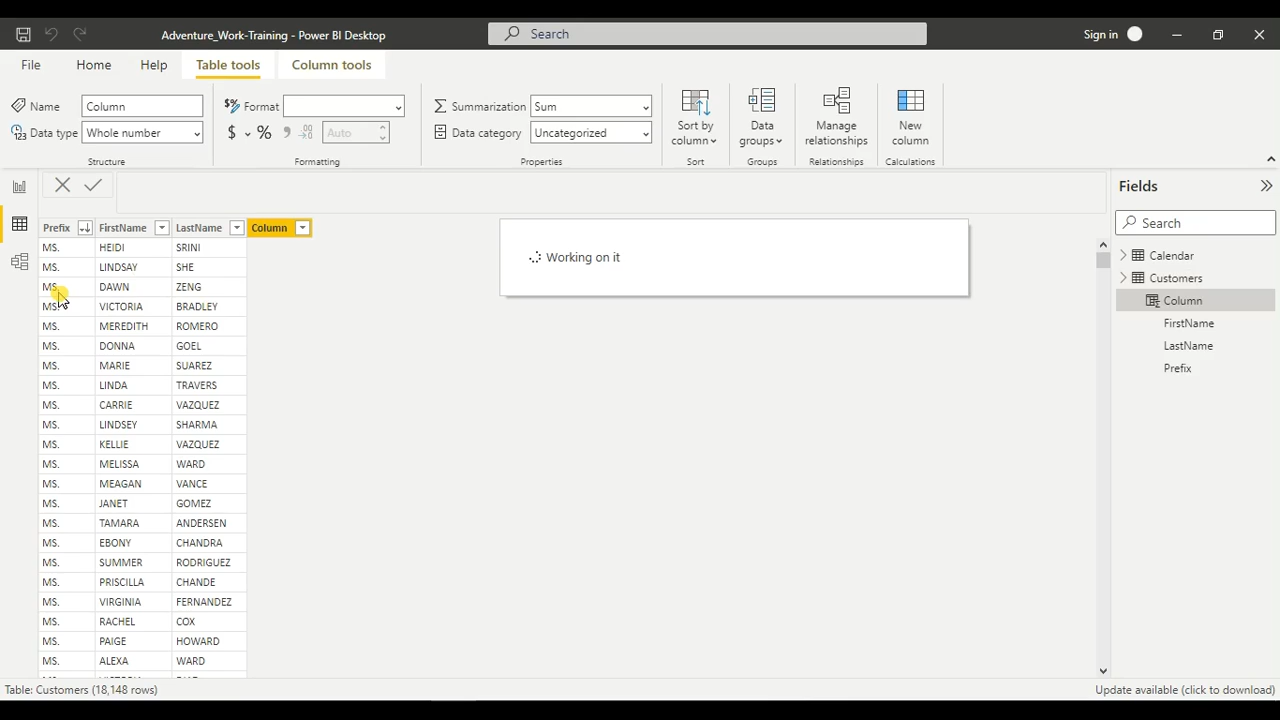 Adventure_Work-Training - Power BI Desktop
Search
Sign in
File Home Help Table tools Column tools
Name Column
Data type Whole number
Structure
Format
$ % 9 Auto
Formatting
Summarization Sum
Data category Uncategorized
Properties
Sort by column
Sort
Data groups
Groups
Manage relationships
Relationships
New column
Calculations
Prefix FirstName LastName Column
MS. HEIDI SRINI
MS. LINDSAY SHE
MS. DAWN ZENG
MS. VICTORIA BRADLEY
MS. MEREDITH ROMERO
MS. DONNA GOEL
MS. MARIE SUAREZ
MS. LINDA TRAVERS
MS. CARRIE VAZQUEZ
MS. LINDSEY SHARMA
MS. KELLIE VAZQUEZ
MS. MELISSA WARD
MS. MEAGAN VANCE
MS. JANET GOMEZ
MS. TAMARA ANDERSEN
MS. EBONY CHANDRA
MS. SUMMER RODRIGUEZ
MS. PRISCILLA CHANDE
MS. VIRGINIA FERNANDEZ
MS. RACHEL COX
MS. PAIGE HOWARD
MS. ALEXA WARD
Working on it
Fields
Search
Calendar
Customers
Column
FirstName
LastName
Prefix
Table: Customers (18,148 rows)
Update available (click to download)